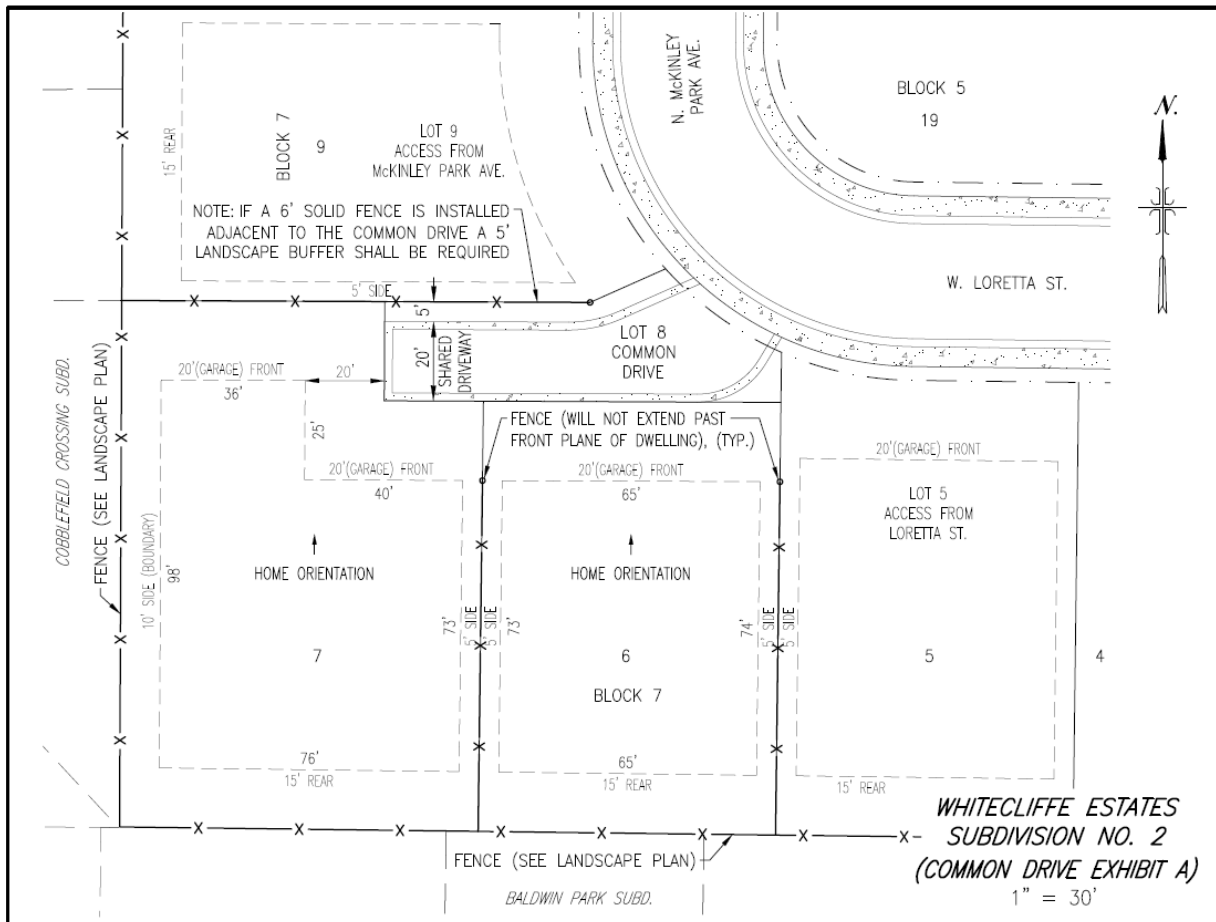 N. McKINLEY
PARK AVE.
BLOCK 5
19
N.
15' REAR
BLOCK 7
9
LOT 9
ACCESS FROM
McKINLEY PARK AVE.
NOTE: IF A 6' SOLID FENCE IS INSTALLED
ADJACENT TO THE COMMON DRIVE A 5'
LANDSCAPE BUFFER SHALL BE REQUIRED
W. LORETTA ST.
5' SIDE
5'
LOT 8
COMMON
DRIVE
20'
SHARED
DRIVEWAY
COBBLEFIELD CROSSING SUBD.
FENCE (SEE LANDSCAPE PLAN)
20'(GARAGE) FRONT
36'
20'
25'
FENCE (WILL NOT EXTEND PAST
FRONT PLANE OF DWELLING), (TYP.)
20'(GARAGE) FRONT
40'
20'(GARAGE) FRONT
65'
20'(GARAGE) FRONT
LOT 5
ACCESS FROM
LORETTA ST.
HOME ORIENTATION
HOME ORIENTATION
10' SIDE (BOUNDARY)
98'
73'
5' SIDE
5' SIDE
73'
74'
5' SIDE
5' SIDE
7
6
5
4
BLOCK 7
76'
15' REAR
65'
15' REAR
15' REAR
FENCE (SEE LANDSCAPE PLAN)
BALDWIN PARK SUBD.
WHITECLIFFE ESTATES
SUBDIVISION NO. 2
(COMMON DRIVE EXHIBIT A)
1" = 30'